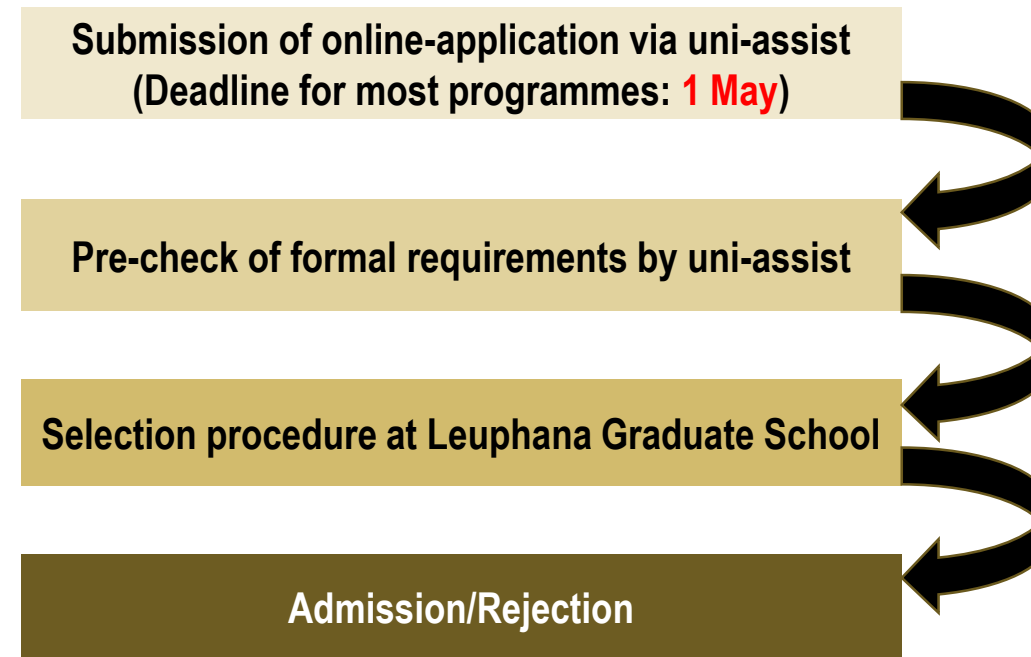 Submission of online-application via uni-assist
(Deadline for most programmes: 1 May)
Pre-check of formal requirements by uni-assist
Selection procedure at Leuphana Graduate School
Admission/Rejection